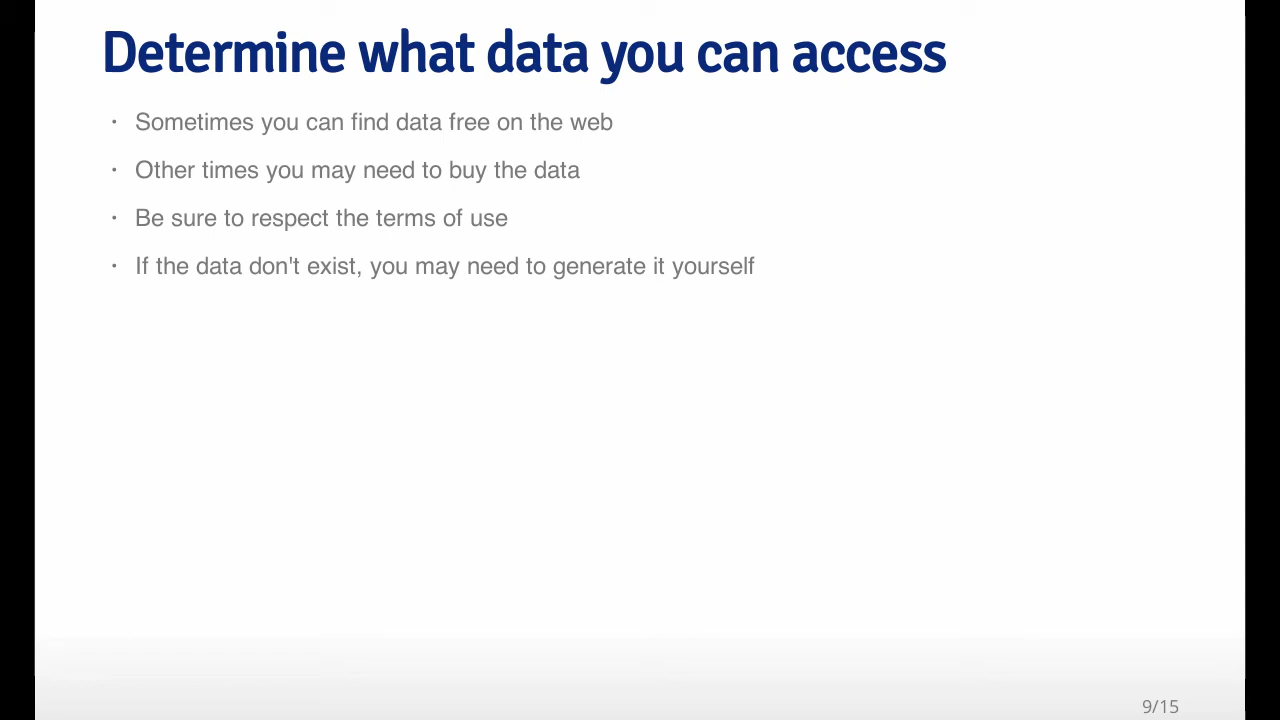 Determine what data you can access
· Sometimes you can find data free on the web
· Other times you may need to buy the data
· Be sure to respect the terms of use
· If the data don't exist, you may need to generate it yourself
9/15